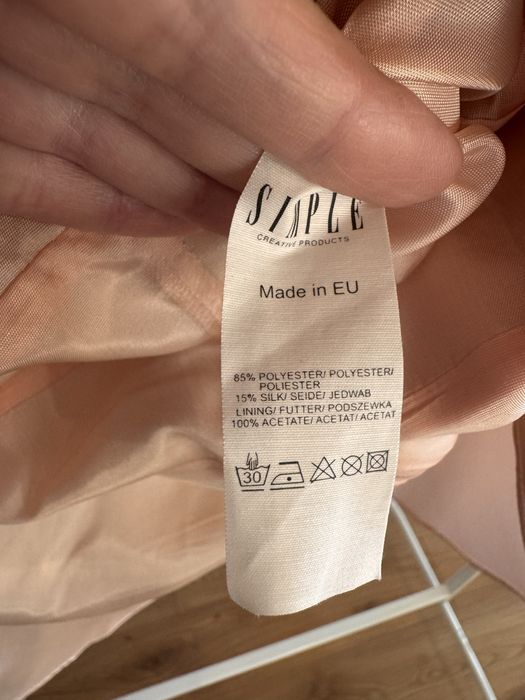 SIMPLE
CREATIVE PRODUCTS
Made in EU
85% POLYESTER/ POLYESTER/
POLIESTER
15% SILK/ SEIDE/ JEDWAB
LINING/ FUTTER/ PODSZEWKA
100% ACETATE/ ACETAT/ ACETAT
30